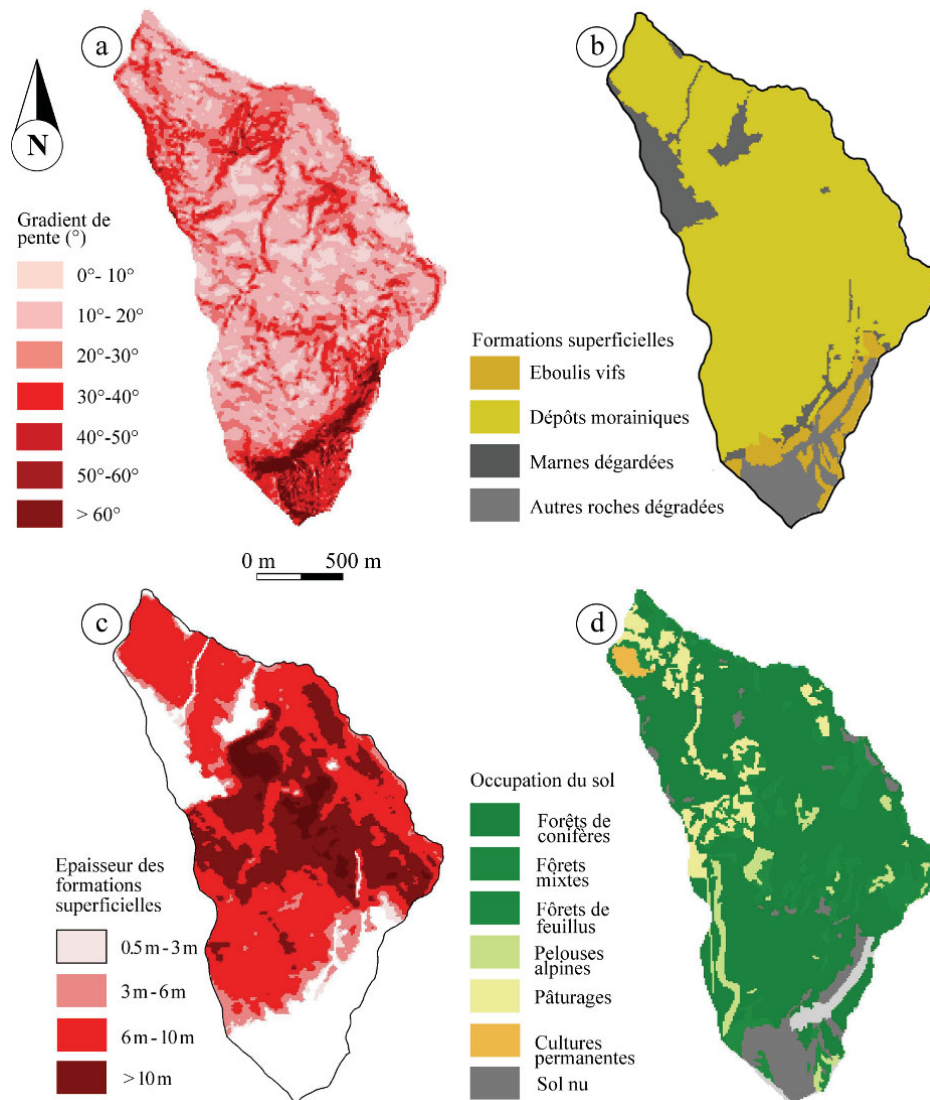 a
N
Gradient de
pente (°)
0°- 10°
10°- 20°
20°-30°
30°-40°
40°-50°
50°-60°
> 60°
b
Formations superficielles
Eboulis vifs
Dépôts morainiques
Marnes dégardées
Autres roches dégradées
0 m
500 m
c
Epaisseur des
formations
superficielles
0.5 m - 3 m
3 m - 6 m
6 m - 10 m
> 10 m
d
Occupation du sol
Forêts de
conifères
Fôrets
mixtes
Fôrets de
feuillus
Pelouses
alpines
Pâturages
Cultures
permanentes
Sol nu